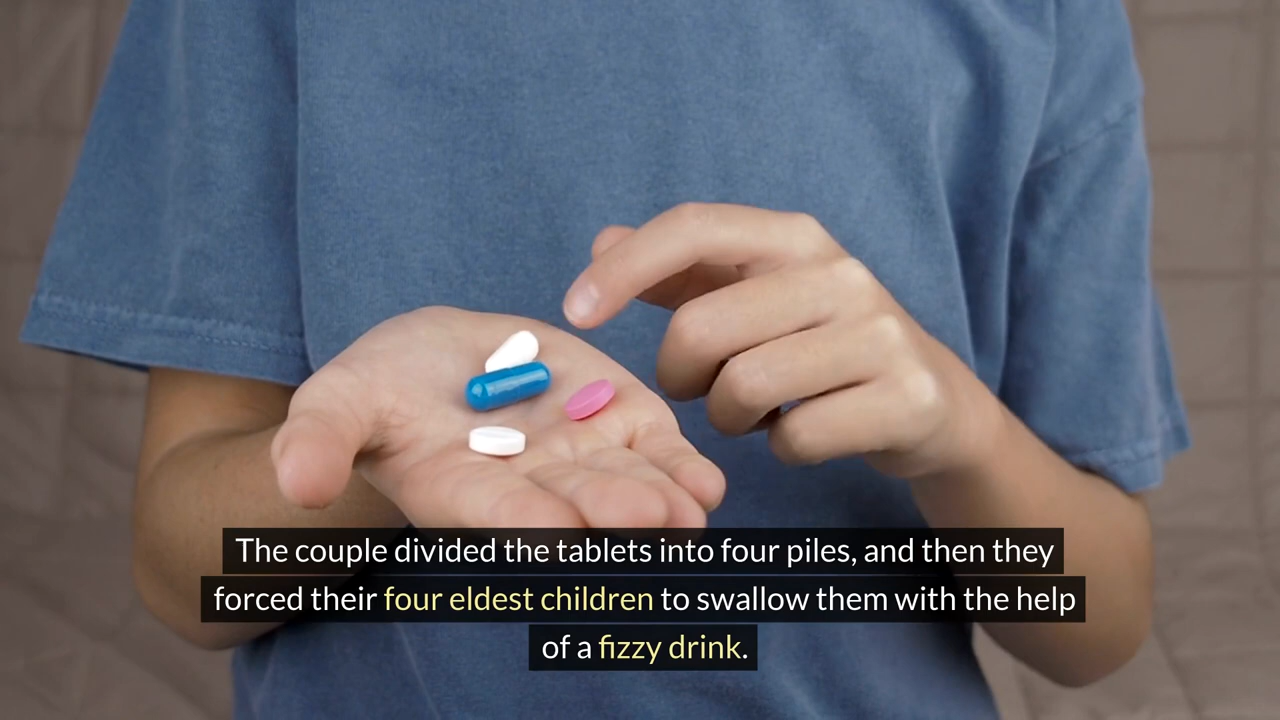 The couple divided the tablets into four piles, and then they
forced their four eldest children to swallow them with the help
of a fizzy drink.